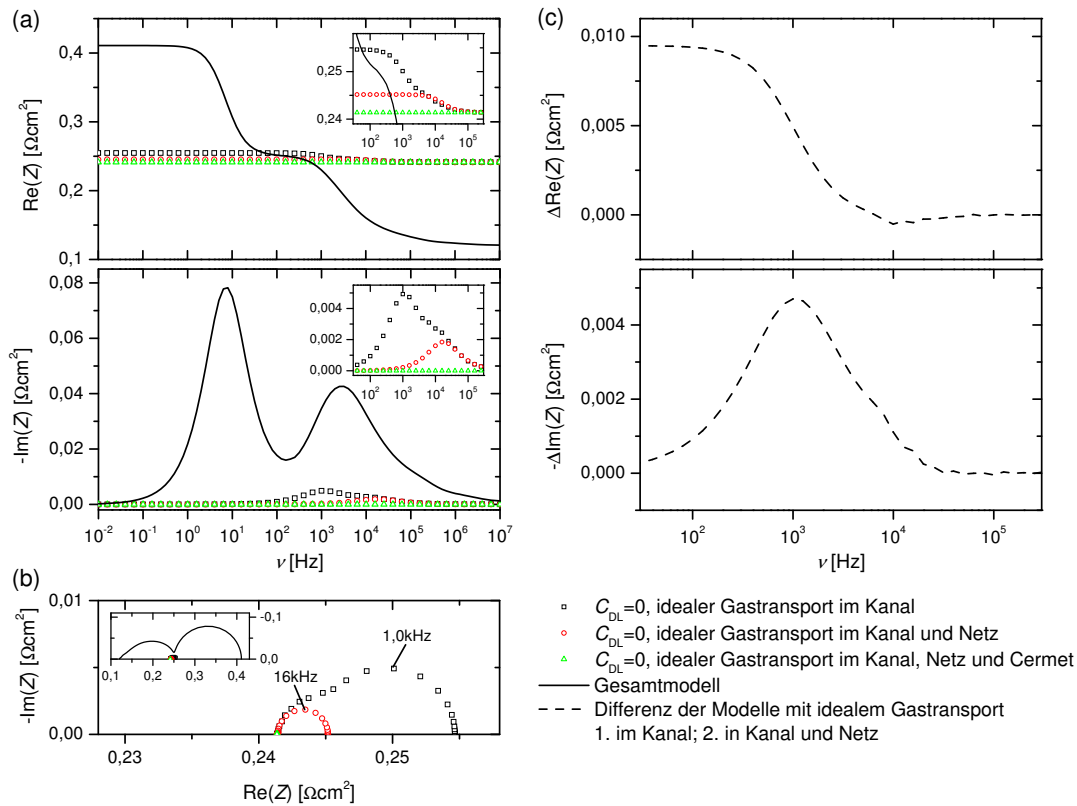 (a)
0,4
0,3
0,2
0,1
Re(Z) [Ωcm²]
0,25
0,24
10² 10³ 10⁴ 10⁵
0,08
0,06
0,04
0,02
0,00
-Im(Z) [Ωcm²]
0,004
0,002
0,000
10² 10³ 10⁴ 10⁵
10⁻² 10⁻¹ 10⁰ 10¹ 10² 10³ 10⁴ 10⁵ 10⁶ 10⁷
ν [Hz]
(b)
0,01
0,00
-Im(Z) [Ωcm²]
-0,1
0,0
0,1 0,2 0,3 0,4
1,0kHz
16kHz
0,23 0,24 0,25
Re(Z) [Ωcm²]
(c)
0,010
0,005
0,000
ΔRe(Z) [Ωcm²]
0,004
0,002
0,000
-ΔIm(Z) [Ωcm²]
10² 10³ 10⁴ 10⁵
ν [Hz]
C_DL=0, idealer Gastransport im Kanal
C_DL=0, idealer Gastransport im Kanal und Netz
C_DL=0, idealer Gastransport im Kanal, Netz und Cermet
Gesamtmodell
Differenz der Modelle mit idealem Gastransport
1. im Kanal; 2. in Kanal und Netz